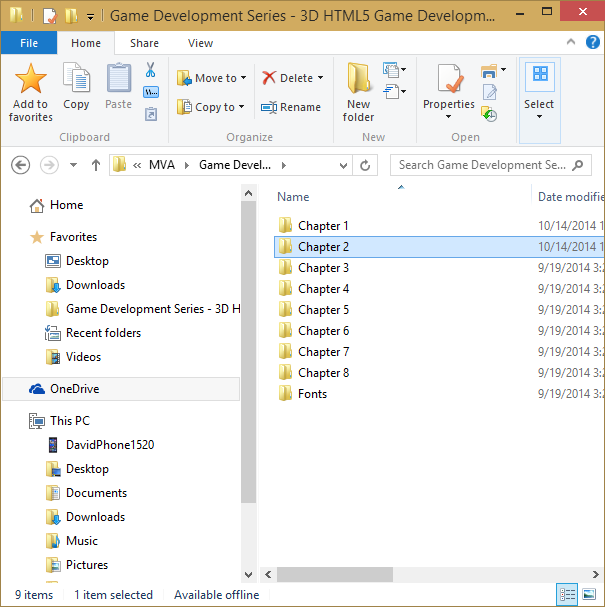 Game Development Series - 3D HTML5 Game Developm...
File Home Share View
Add to favorites
Copy
Paste
Move to
Copy to
Delete
Rename
New folder
Properties
Select
Clipboard Organize New Open
MVA Game Devel...
Search Game Development Se...
Home
Favorites
Desktop
Downloads
Game Development Series - 3D H
Recent folders
Videos
OneDrive
This PC
DavidPhone1520
Desktop
Documents
Downloads
Music
Pictures
Name Date modifie
Chapter 1 10/14/2014 1
Chapter 2 10/14/2014 1
Chapter 3 9/19/2014 3:2
Chapter 4 9/19/2014 3:2
Chapter 5 9/19/2014 3:2
Chapter 6 9/19/2014 3:2
Chapter 7 9/19/2014 3:2
Chapter 8 9/19/2014 3:2
Fonts 9/19/2014 3:2
9 items 1 item selected Available offline